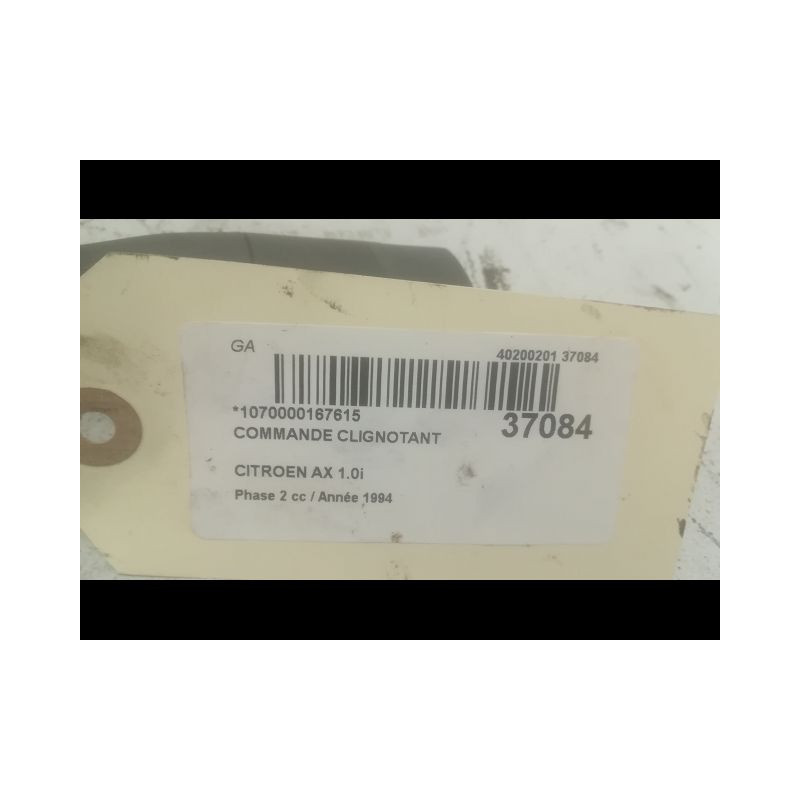 GA
40200201 37084
*1070000167615
37084
COMMANDE CLIGNOTANT
CITROEN AX 1.0i
Phase 2 cc / Année 1994